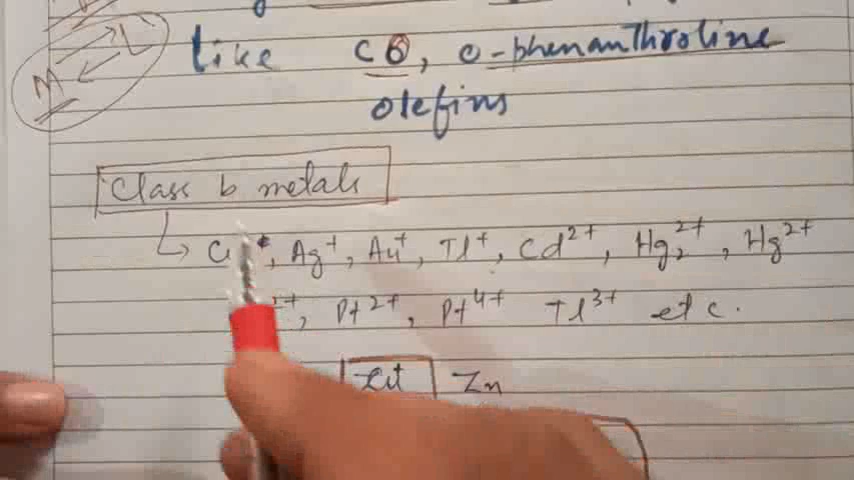 M L
like CO, o-phenanthroline
olefins
Class b metals
Ag⁺, Au⁺, Tl⁺, Cd²⁺, Hg₂²⁺, Hg²⁺
Pt²⁺, Pt⁴⁺ Tl³⁺ etc.
Zn